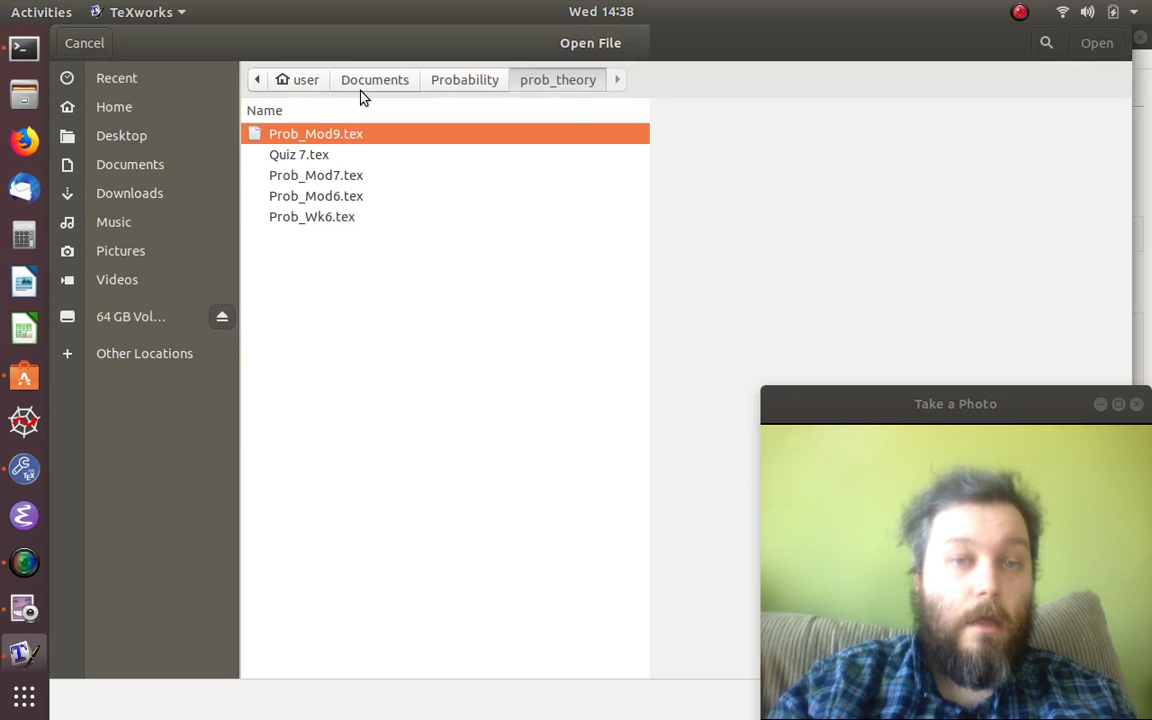 Activities TeXworks Wed 14:38
Cancel Open File Open
Recent
Home
Desktop
Documents
Downloads
Music
Pictures
Videos
64 GB Vol...
Other Locations
user Documents Probability prob_theory
Name
Prob_Mod9.tex
Quiz 7.tex
Prob_Mod7.tex
Prob_Mod6.tex
Prob_Wk6.tex
Take a Photo